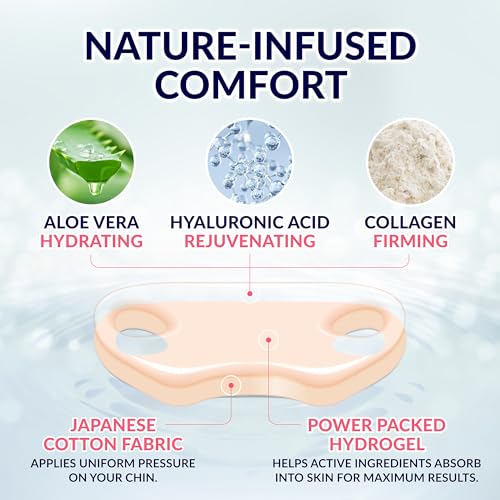 NATURE-INFUSED
COMFORT
ALOE VERA
HYDRATING
HYALURONIC ACID
REJUVENATING
COLLAGEN
FIRMING
JAPANESE
COTTON FABRIC
APPLIES UNIFORM PRESSURE
ON YOUR CHIN.
POWER PACKED
HYDROGEL
HELPS ACTIVE INGREDIENTS ABSORB
INTO SKIN FOR MAXIMUM RESULTS.